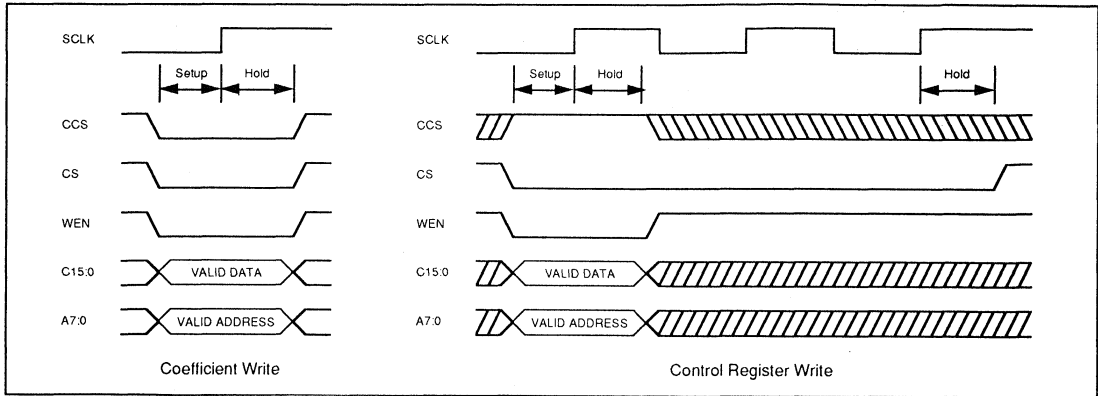 SCLK
Setup Hold
CCS
CS
WEN
C15:0 VALID DATA
A7:0 VALID ADDRESS
Coefficient Write
SCLK
Setup Hold Hold
CCS
CS
WEN
C15:0 VALID DATA
A7:0 VALID ADDRESS
Control Register Write